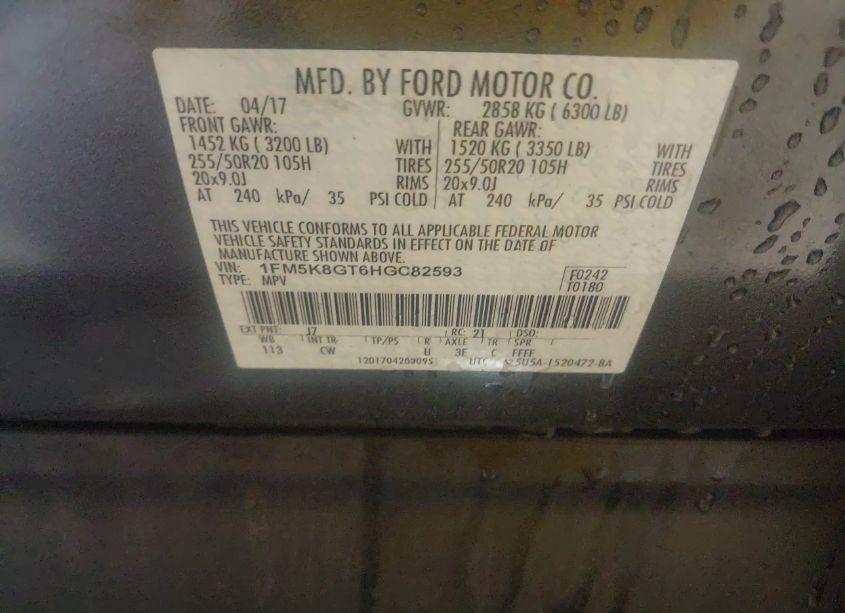 MFD. BY FORD MOTOR CO.
DATE: 04/17 GVWR: 2858 KG ( 6300 LB)
FRONT GAWR: REAR GAWR:
1452 KG ( 3200 LB) WITH 1520 KG ( 3350 LB) WITH
255/50R20 105H TIRES 255/50R20 105H TIRES
20x9.0J RIMS 20x9.0J RIMS
AT 240 kPa/ 35 PSI COLD AT 240 kPa/ 35 PSI COLD
THIS VEHICLE CONFORMS TO ALL APPLICABLE FEDERAL MOTOR
VEHICLE SAFETY STANDARDS IN EFFECT ON THE DATE OF
MANUFACTURE SHOWN ABOVE.
VIN: 1FM5K8GT6HGC82593 F0242
TYPE: MPV T0180
EXT PNT: J7 RC: 21 DSO:
WB INT TR TP/PS R AXLE TR SPR
113 CW U 3E C FFFF
UTC